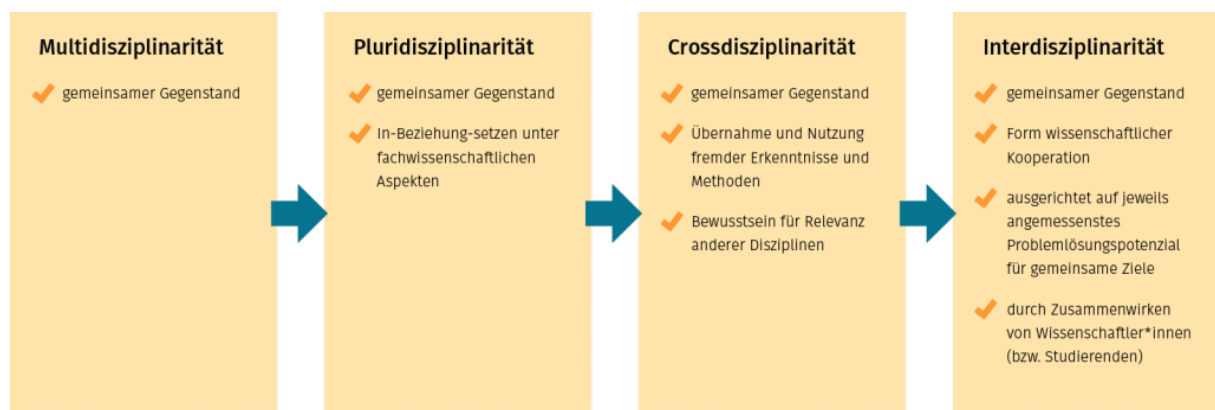 Multidisziplinarität
gemeinsamer Gegenstand
Pluridisziplinarität
gemeinsamer Gegenstand
In-Beziehung-setzen unter
fachwissenschaftlichen
Aspekten
Crossdisziplinarität
gemeinsamer Gegenstand
Übernahme und Nutzung
fremder Erkenntnisse und
Methoden
Bewusstsein für Relevanz
anderer Disziplinen
Interdisziplinarität
gemeinsamer Gegenstand
Form wissenschaftlicher
Kooperation
ausgerichtet auf jeweils
angemessenstes
Problemlösungspotenzial
für gemeinsame Ziele
durch Zusammenwirken
von Wissenschaftler*innen
(bzw. Studierenden)